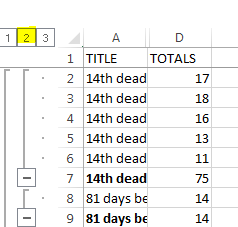 1 2 3 A D
1 TITLE TOTALS
2 14th dead 17
3 14th dead 18
4 14th dead 16
5 14th dead 13
6 14th dead 11
7 14th dead 75
8 81 days be 14
9 81 days be 14